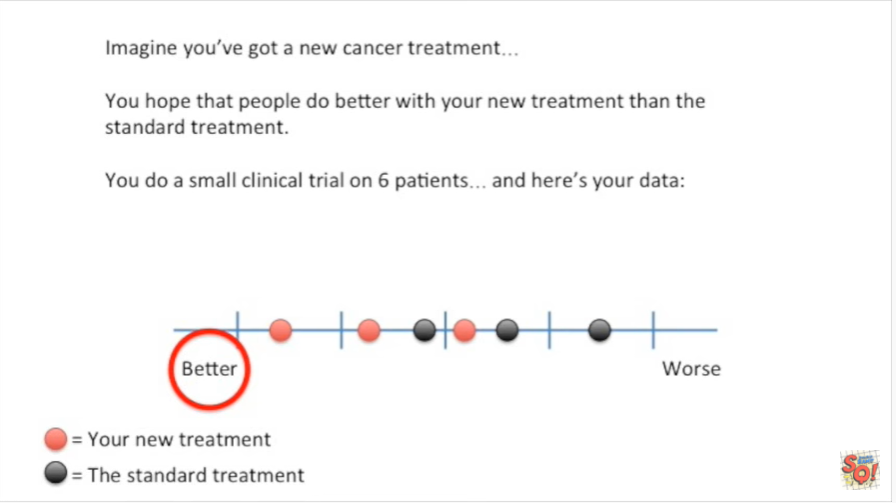 Imagine you've got a new cancer treatment...
You hope that people do better with your new treatment than the
standard treatment.
You do a small clinical trial on 6 patients... and here's your data:
Better
Worse
= Your new treatment
= The standard treatment
SO!